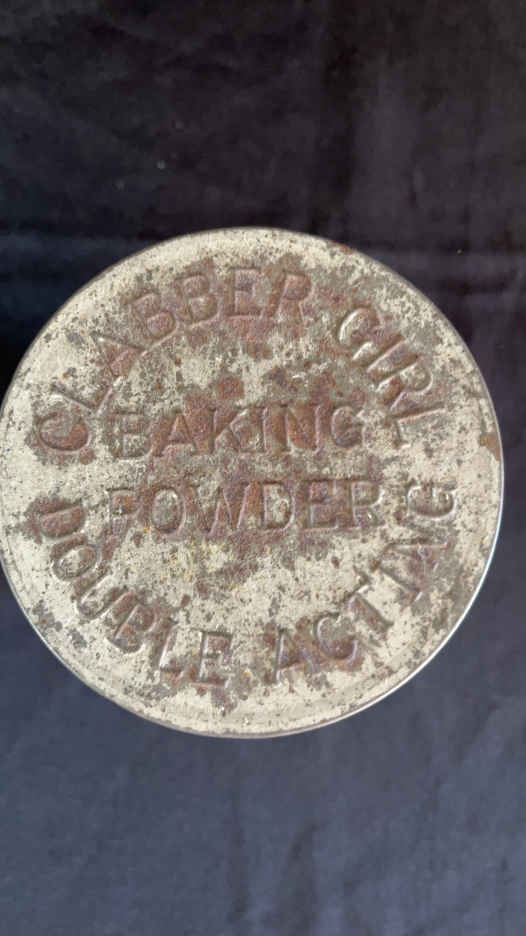 CLABBER GIRL
BAKING
POWDER
DOUBLE ACTING